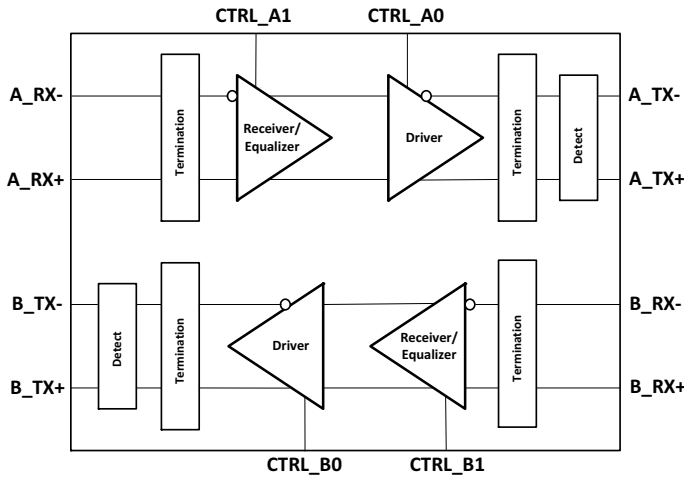 CTRL_A1
CTRL_A0
A_RX-
A_TX-
Termination
Receiver/
Equalizer
Driver
Termination
Detect
A_RX+
A_TX+
B_TX-
B_RX-
Detect
Termination
Driver
Receiver/
Equalizer
Termination
B_TX+
B_RX+
CTRL_B0
CTRL_B1